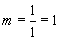 m = 1/1 = 1